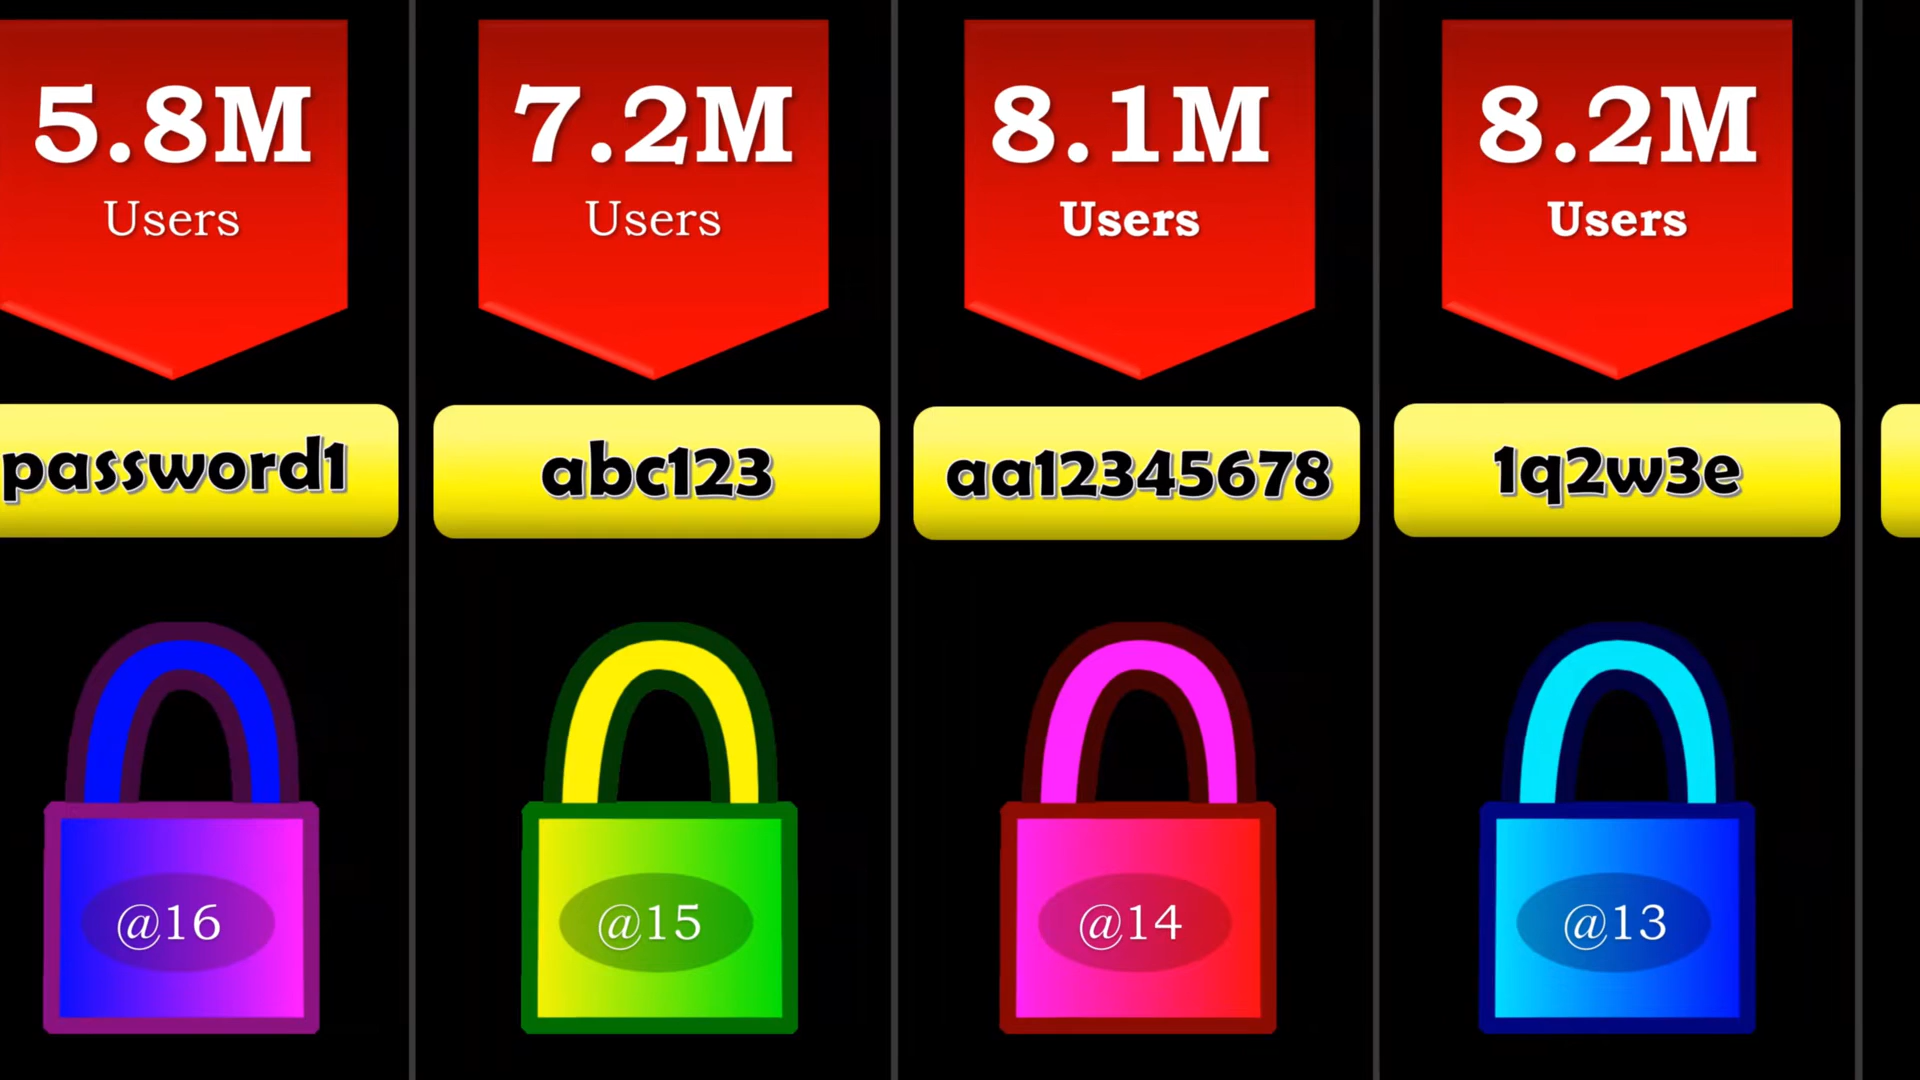 5.8M
Users
password1
@16
7.2M
Users
abc123
@15
8.1M
Users
aa12345678
@14
8.2M
Users
1q2w3e
@13